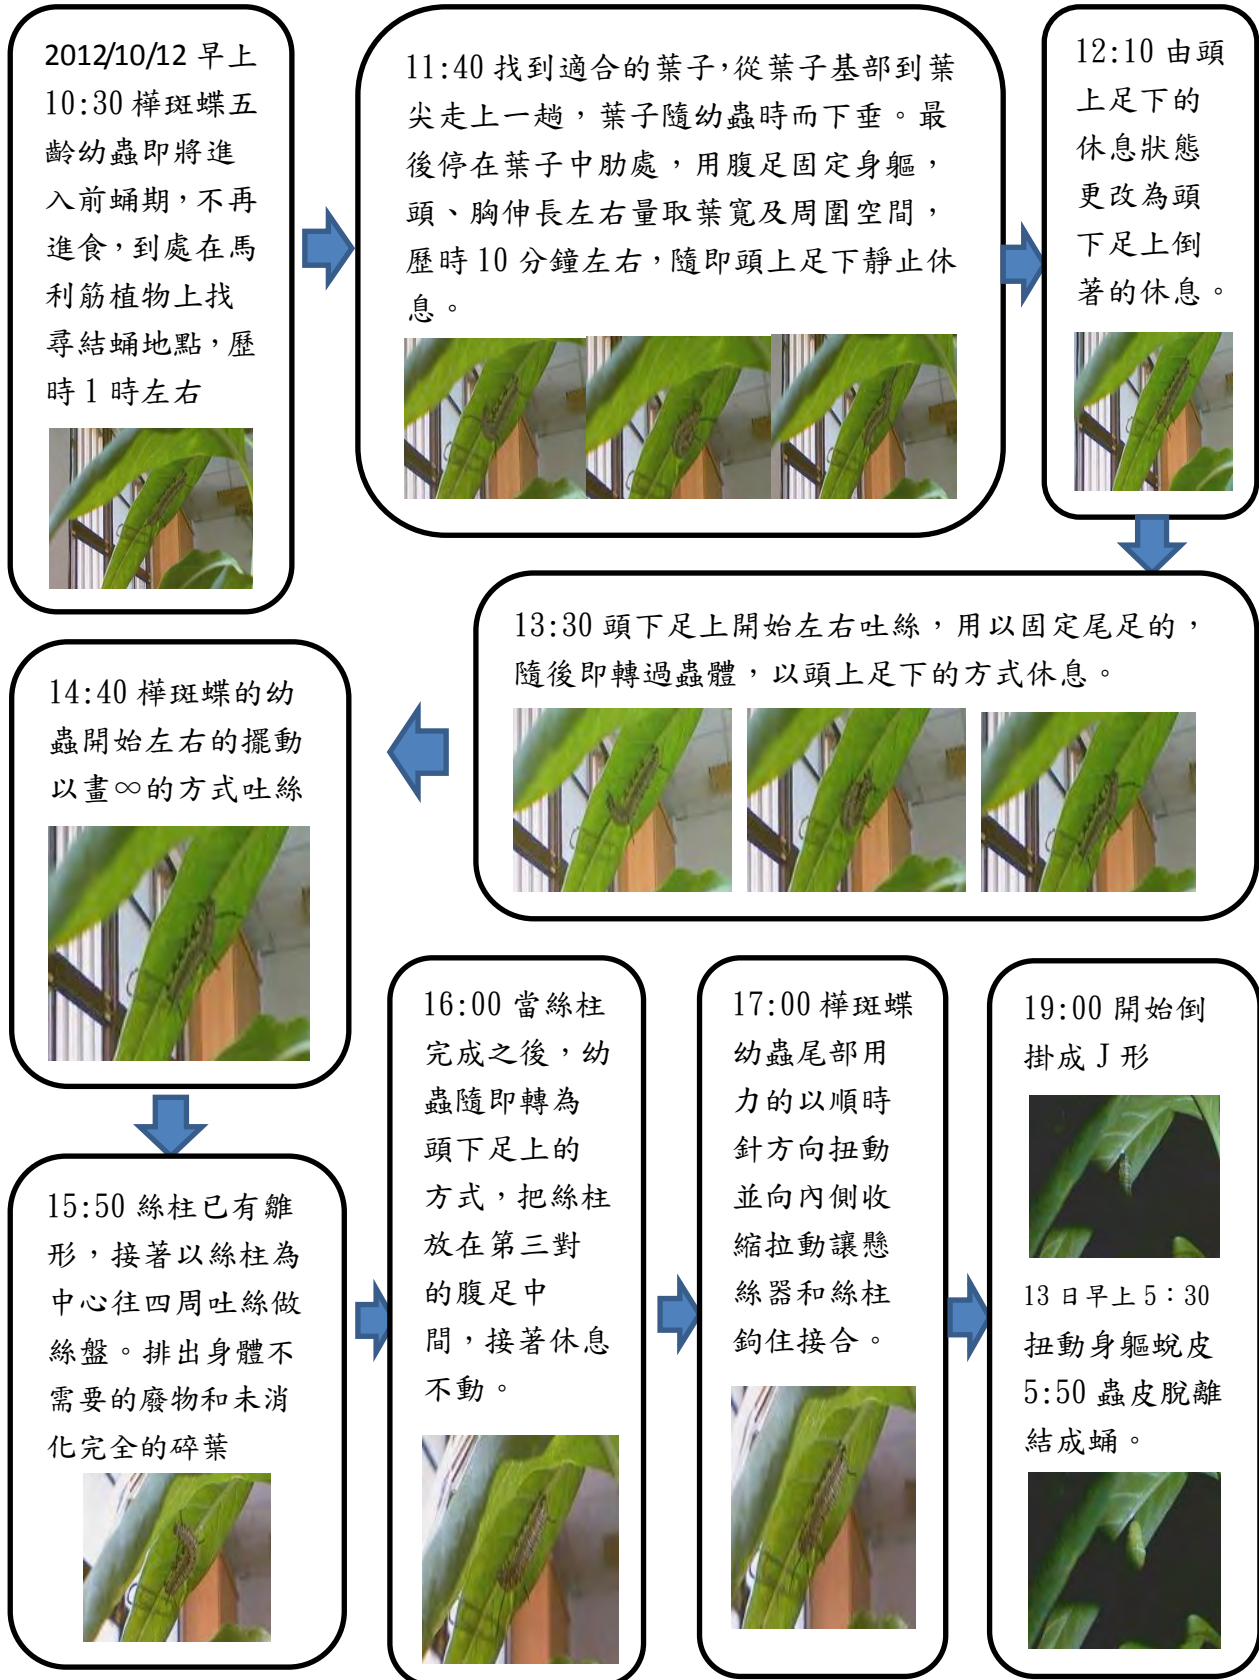 2012/10/12 早上
10:30 樺斑蝶五
齡幼蟲即將進
入前蛹期，不再
進食，到處在馬
利筋植物上找
尋結蛹地點，歷
時 1 時左右
11:40 找到適合的葉子，從葉子基部到葉
尖走上一趟，葉子隨幼蟲時而下垂。最
後停在葉子中肋處，用腹足固定身軀，
頭、胸伸長左右量取葉寬及周圍空間，
歷時 10 分鐘左右，隨即頭上足下靜止休
息。
12:10 由頭
上足下的
休息狀態
更改為頭
下足上倒
著的休息。
13:30 頭下足上開始左右吐絲，用以固定尾足的，
隨後即轉過蟲體，以頭上足下的方式休息。
14:40 樺斑蝶的幼
蟲開始左右的擺動
以畫∞的方式吐絲
15:50 絲柱已有雛
形，接著以絲柱為
中心往四周吐絲做
絲盤。排出身體不
需要的廢物和未消
化完全的碎葉
16:00 當絲柱
完成之後，幼
蟲隨即轉為
頭下足上的
方式，把絲柱
放在第三對
的腹足中
間，接著休息
不動。
17:00 樺斑蝶
幼蟲尾部用
力的以順時
針方向扭動
並向內側收
縮拉動讓懸
絲器和絲柱
鉤住接合。
19:00 開始倒
掛成 J 形
13 日早上 5：30
扭動身軀蛻皮
5:50 蟲皮脫離
結成蛹。